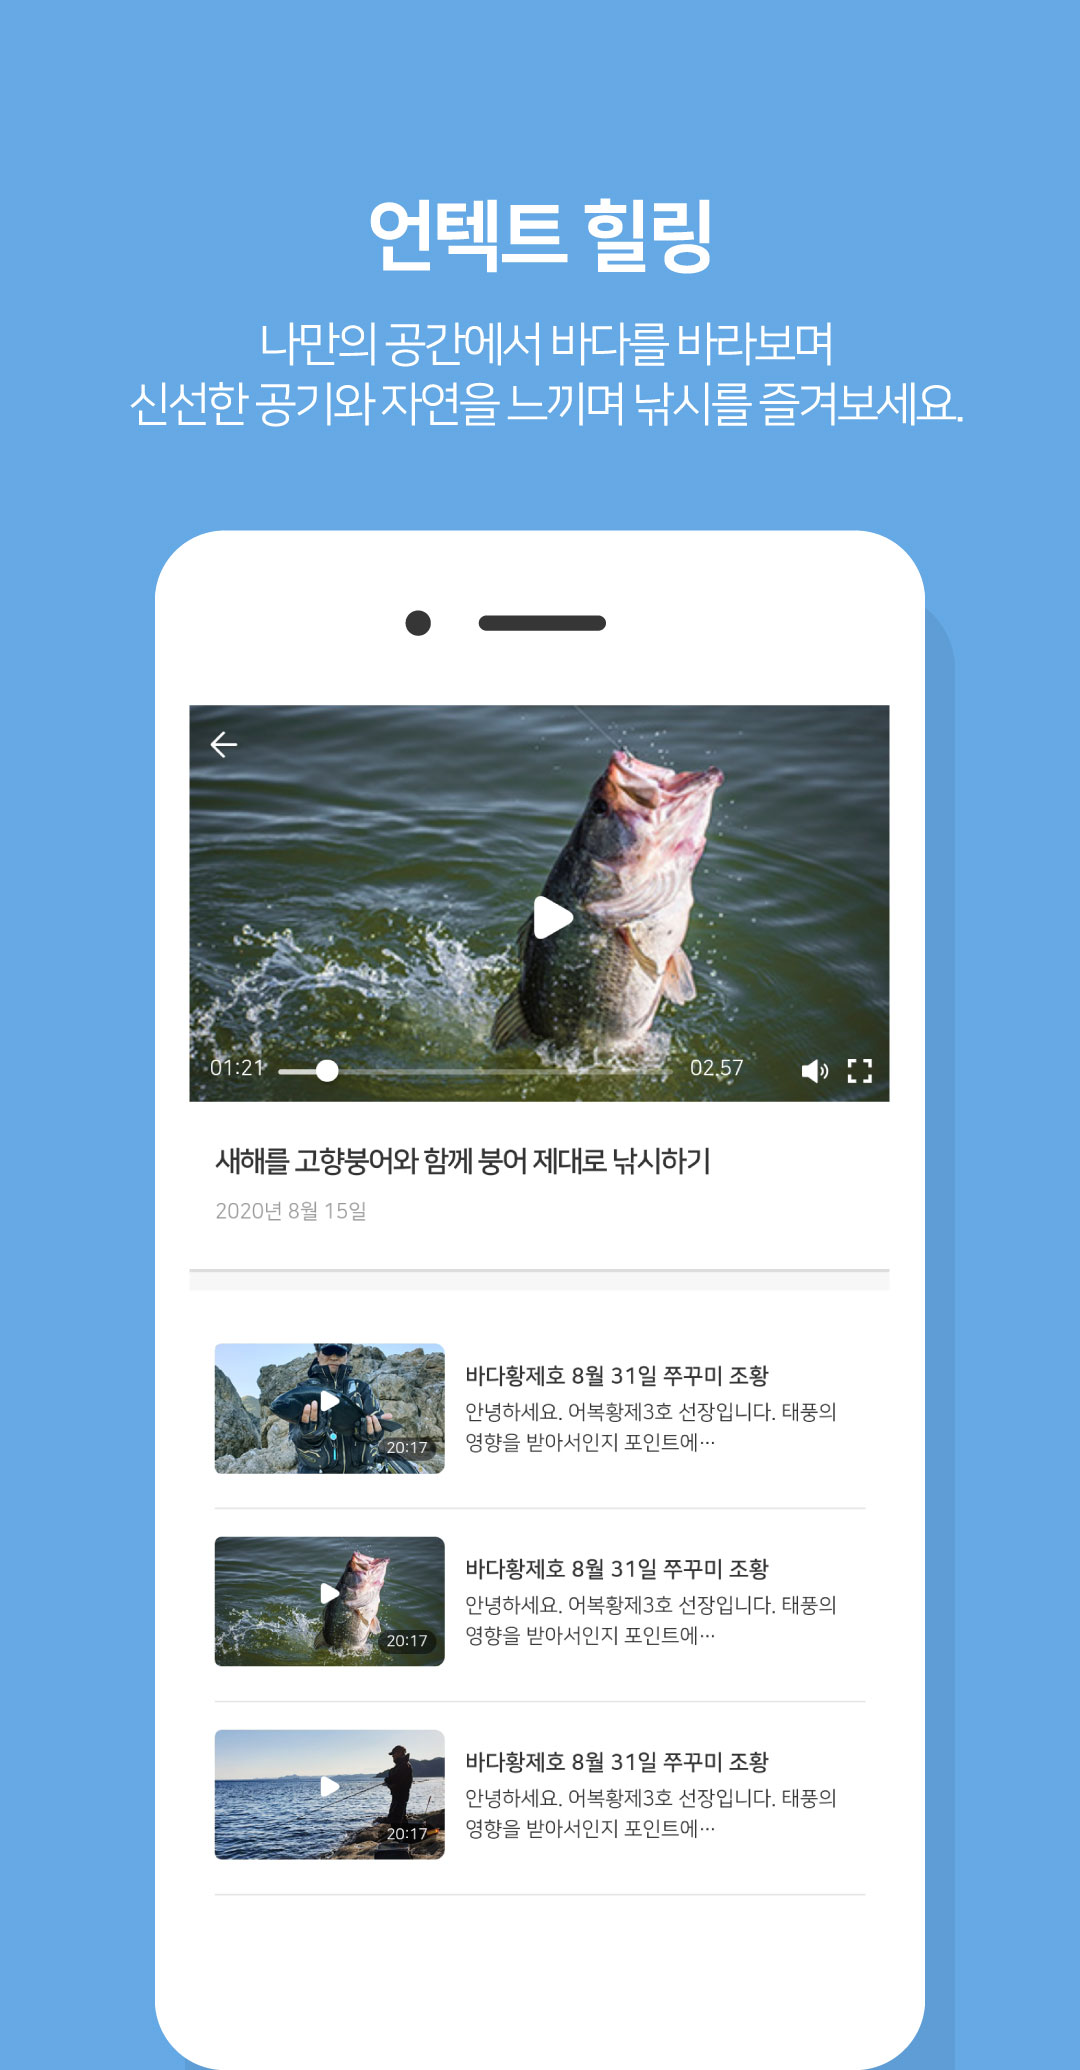 언텍트 힐링
나만의 공간에서 바다를 바라보며
신선한 공기와 자연을 느끼며 낚시를 즐겨보세요.
01:21
02.57
새해를 고향붕어와 함께 붕어 제대로 낚시하기
2020년 8월 15일
20:17
바다황제호 8월 31일 쭈꾸미 조황
안녕하세요. 어복황제3호 선장입니다. 태풍의
영향을 받아서인지 포인트에…
20:17
바다황제호 8월 31일 쭈꾸미 조황
안녕하세요. 어복황제3호 선장입니다. 태풍의
영향을 받아서인지 포인트에…
20:17
바다황제호 8월 31일 쭈꾸미 조황
안녕하세요. 어복황제3호 선장입니다. 태풍의
영향을 받아서인지 포인트에…